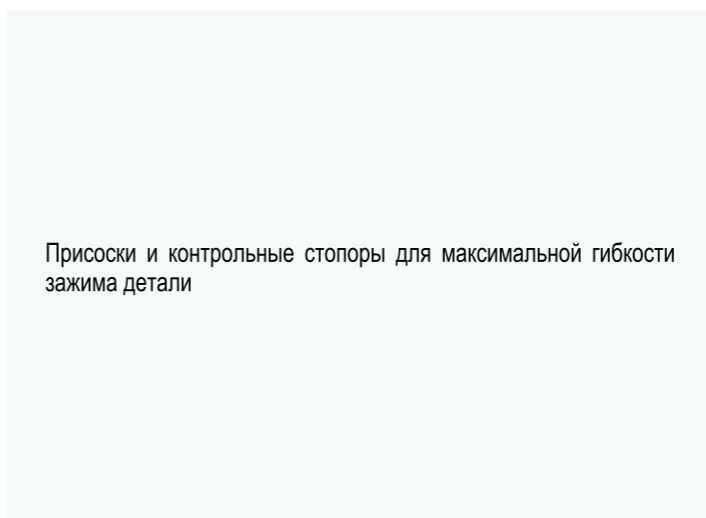 Присоски и контрольные стопоры для максимальной гибкости
зажима детали